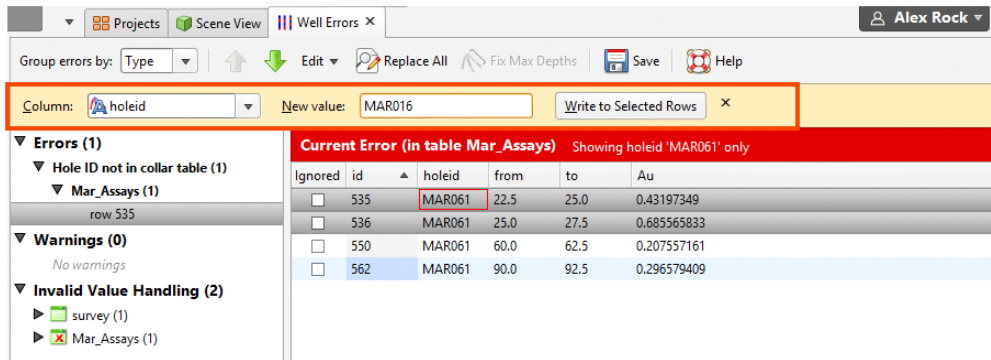 Projects Scene View Well Errors Alex Rock
Group errors by: Type Edit Replace All Fix Max Depths Save Help
Column: holeid New value: MAR016 Write to Selected Rows
Errors (1)
Hole ID not in collar table (1)
Mar_Assays (1)
row 535
Warnings (0)
No warnings
Invalid Value Handling (2)
survey (1)
Mar_Assays (1)
Current Error (in table Mar_Assays) Showing holeid 'MAR061' only
Ignored id holeid from to Au
535 MAR061 22.5 25.0 0.43197349
536 MAR061 25.0 27.5 0.685565833
550 MAR061 60.0 62.5 0.207557161
562 MAR061 90.0 92.5 0.296579409